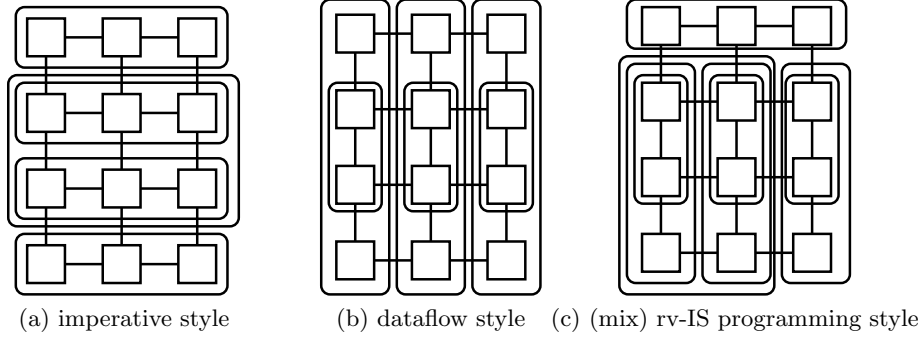 (a) imperative style
(b) dataflow style
(c) (mix) rv-IS programming style